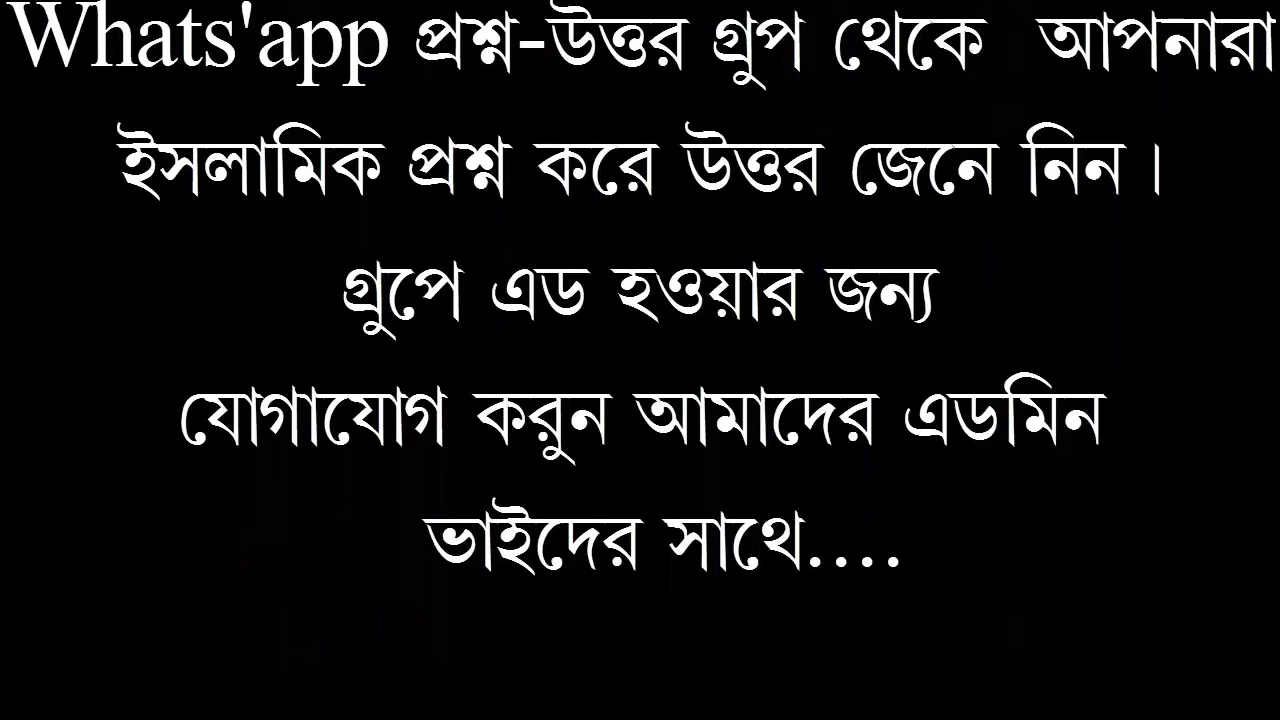 Whats'app প্রশ্ন-উত্তর গ্রুপ থেকে আপনারা
ইসলামিক প্রশ্ন করে উত্তর জেনে নিন।
গ্রুপে এড হওয়ার জন্য
যোগাযোগ করুন আমাদের এডমিন
ভাইদের সাথে....